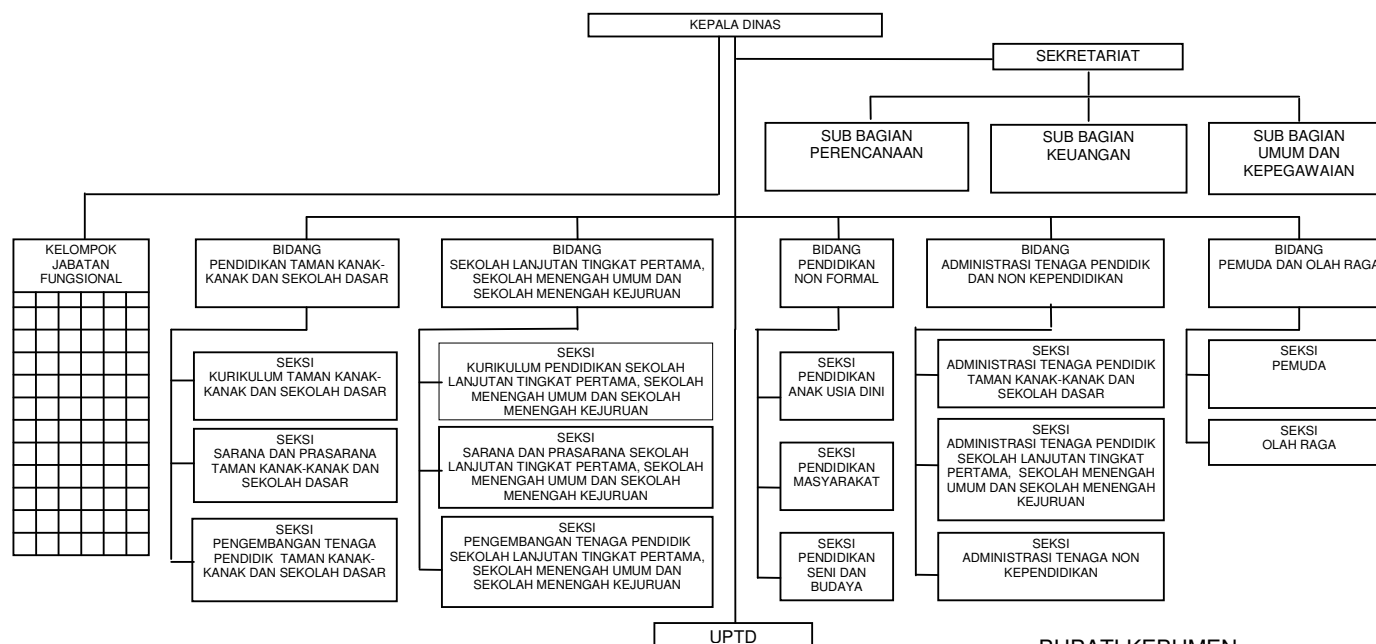 KEPALA DINAS
SEKRETARIAT
SUB BAGIAN
PERENCANAAN
SUB BAGIAN
KEUANGAN
SUB BAGIAN
UMUM DAN
KEPEGAWAIAN
KELOMPOK
JABATAN
FUNGSIONAL
BIDANG
PENDIDIKAN TAMAN KANAK-
KANAK DAN SEKOLAH DASAR
SEKSI
KURIKULUM TAMAN KANAK-
KANAK DAN SEKOLAH DASAR
SEKSI
SARANA DAN PRASARANA
TAMAN KANAK-KANAK DAN
SEKOLAH DASAR
SEKSI
PENGEMBANGAN TENAGA
PENDIDIK TAMAN KANAK-
KANAK DAN SEKOLAH DASAR
BIDANG
SEKOLAH LANJUTAN TINGKAT PERTAMA,
SEKOLAH MENENGAH UMUM DAN
SEKOLAH MENENGAH KEJURUAN
SEKSI
KURIKULUM PENDIDIKAN SEKOLAH
LANJUTAN TINGKAT PERTAMA, SEKOLAH
MENENGAH UMUM DAN SEKOLAH
MENENGAH KEJURUAN
SEKSI
SARANA DAN PRASARANA SEKOLAH
LANJUTAN TINGKAT PERTAMA, SEKOLAH
MENENGAH UMUM DAN SEKOLAH
MENENGAH KEJURUAN
SEKSI
PENGEMBANGAN TENAGA PENDIDIK
SEKOLAH LANJUTAN TINGKAT PERTAMA,
SEKOLAH MENENGAH UMUM DAN
SEKOLAH MENENGAH KEJURUAN
BIDANG
PENDIDIKAN
NON FORMAL
SEKSI
PENDIDIKAN
ANAK USIA DINI
SEKSI
PENDIDIKAN
MASYARAKAT
SEKSI
PENDIDIKAN
SENI DAN
BUDAYA
BIDANG
ADMINISTRASI TENAGA PENDIDIK
DAN NON KEPENDIDIKAN
SEKSI
ADMINISTRASI TENAGA PENDIDIK
TAMAN KANAK-KANAK DAN
SEKOLAH DASAR
SEKSI
ADMINISTRASI TENAGA PENDIDIK
SEKOLAH LANJUTAN TINGKAT
PERTAMA, SEKOLAH MENENGAH
UMUM DAN SEKOLAH MENENGAH
KEJURUAN
SEKSI
ADMINISTRASI TENAGA NON
KEPENDIDIKAN
BIDANG
PEMUDA DAN OLAH RAGA
SEKSI
PEMUDA
SEKSI
OLAH RAGA
UPTD